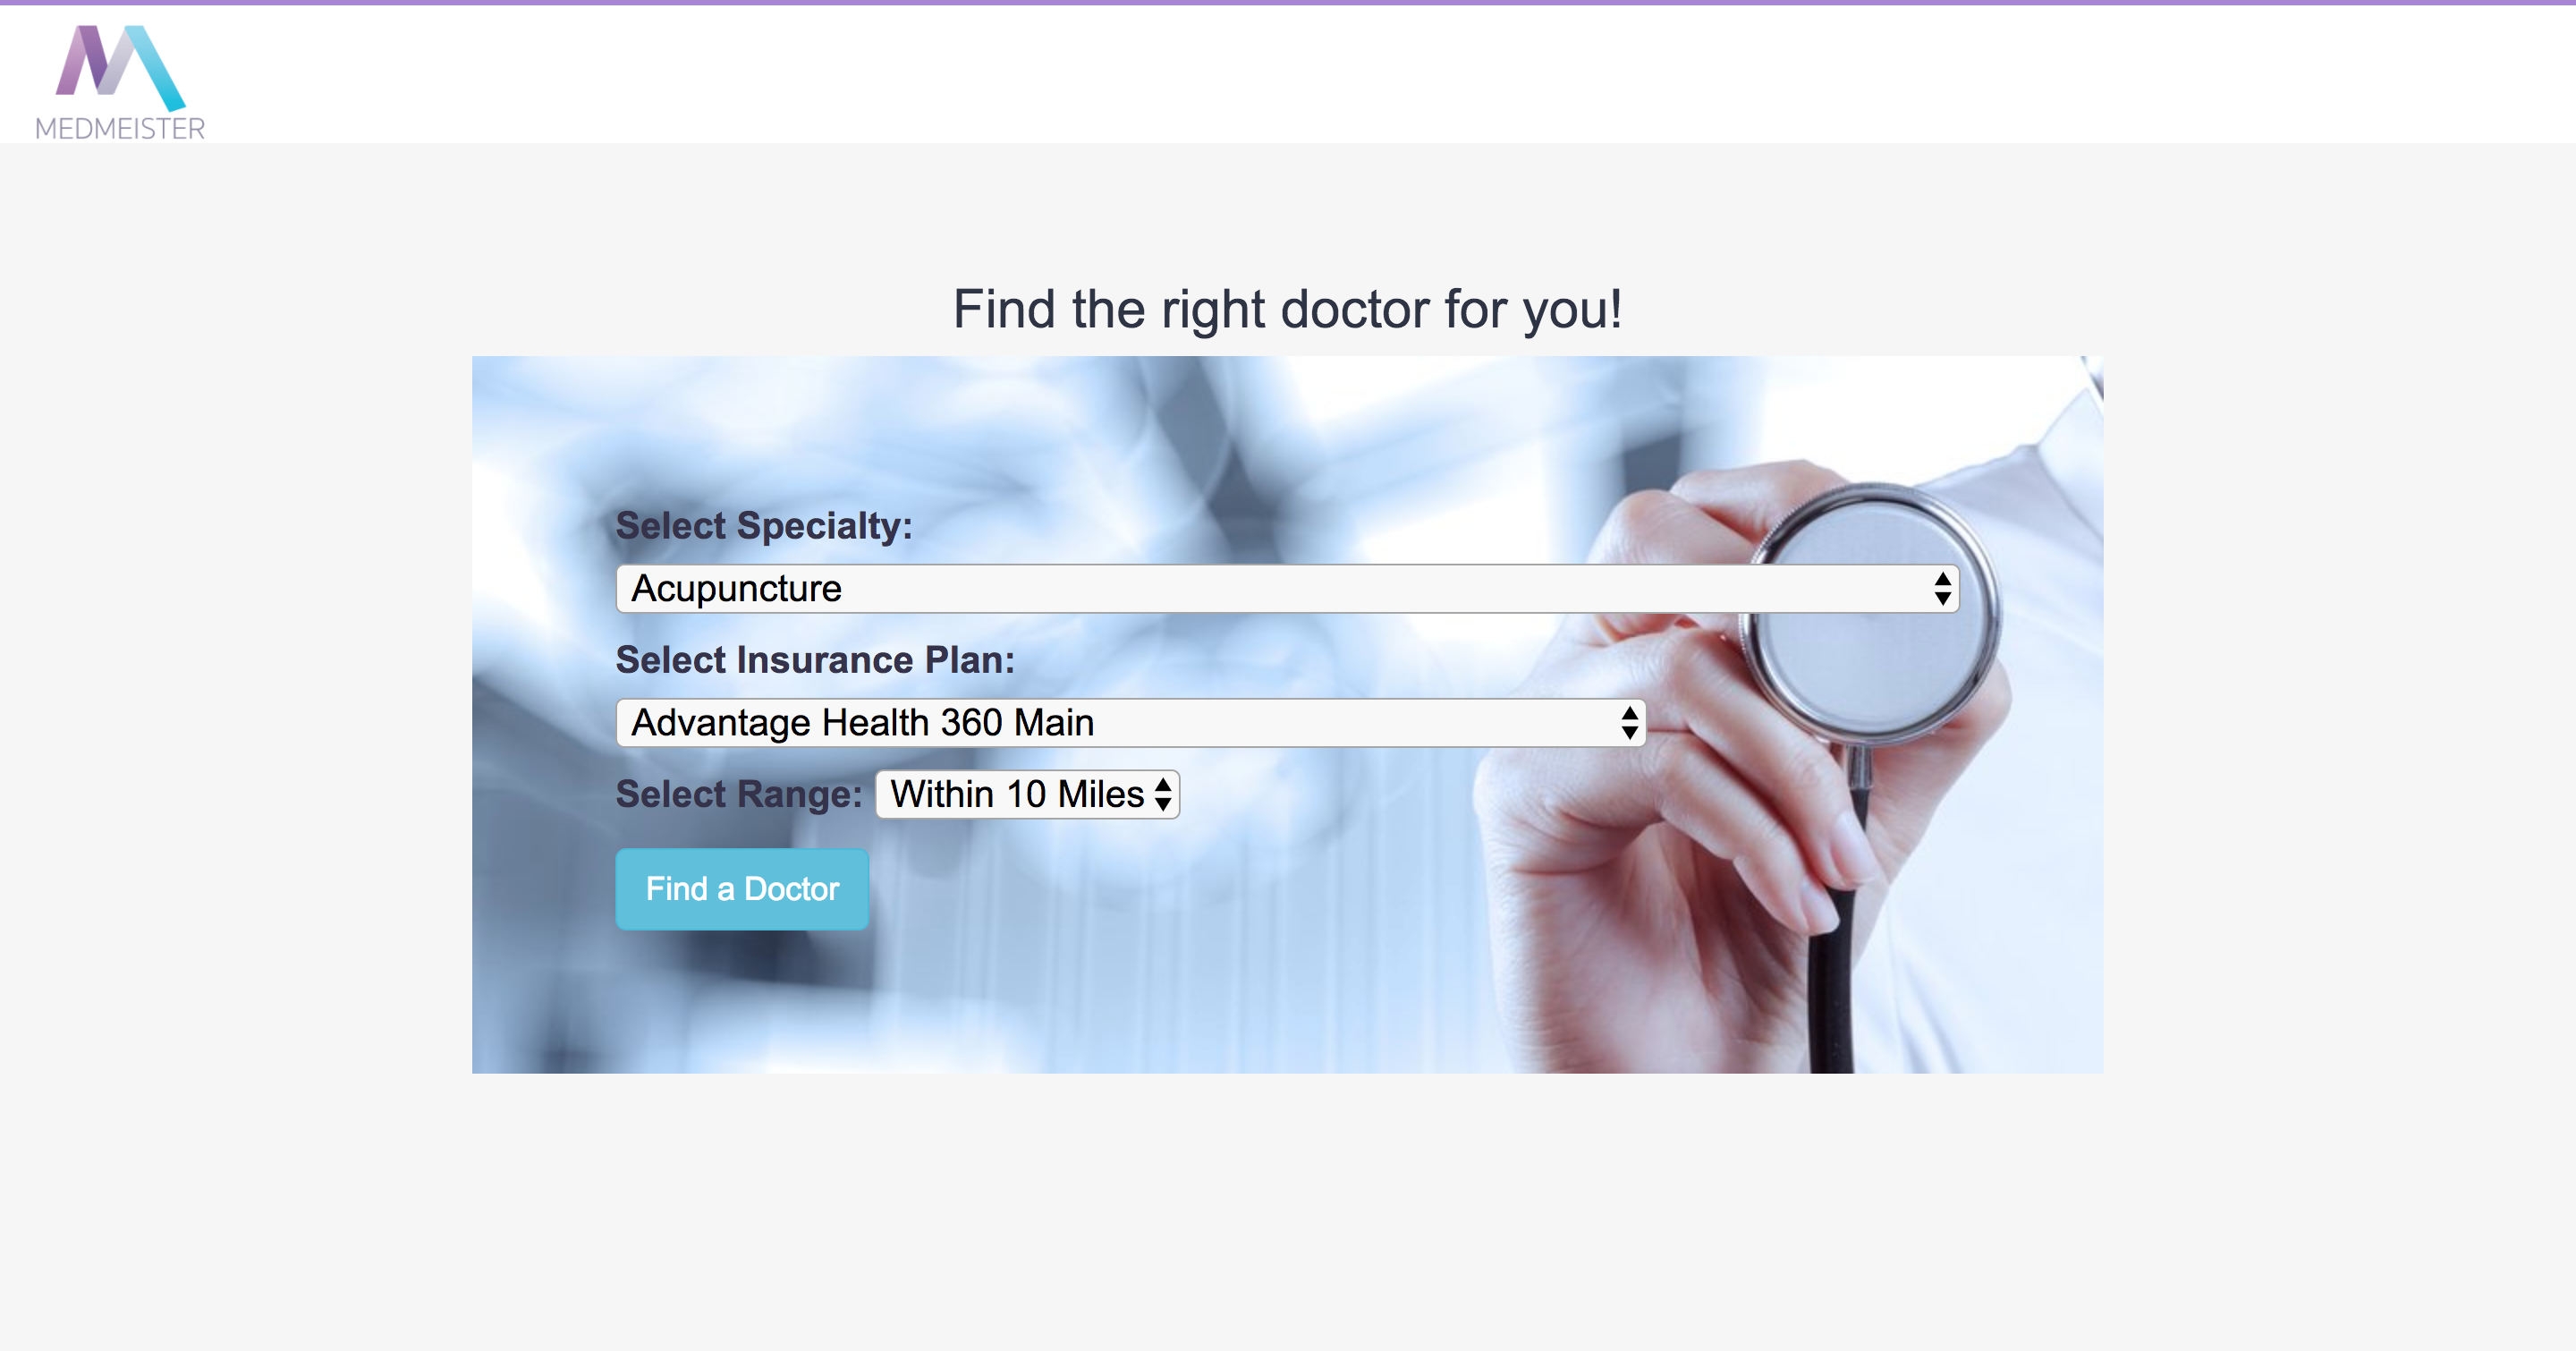 MEDMEISTER
Find the right doctor for you!
Select Specialty:
Acupuncture
Select Insurance Plan:
Advantage Health 360 Main
Select Range: Within 10 Miles
Find a Doctor